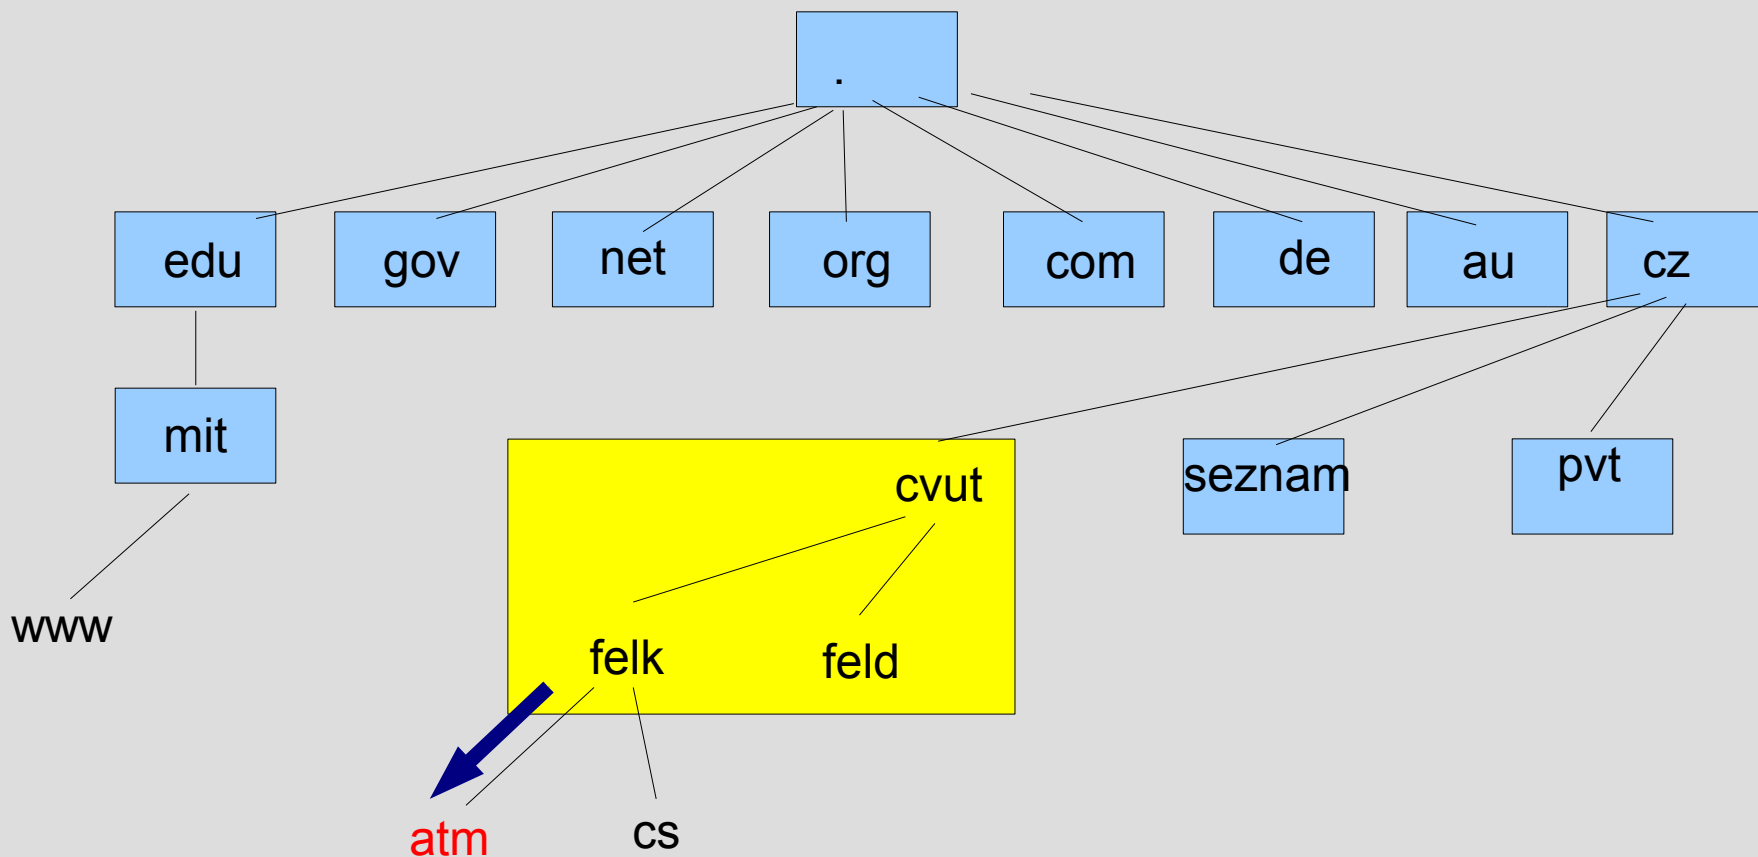 .
edu gov net org com de au cz
mit
cvut seznam pvt
www
felk feld
atm cs